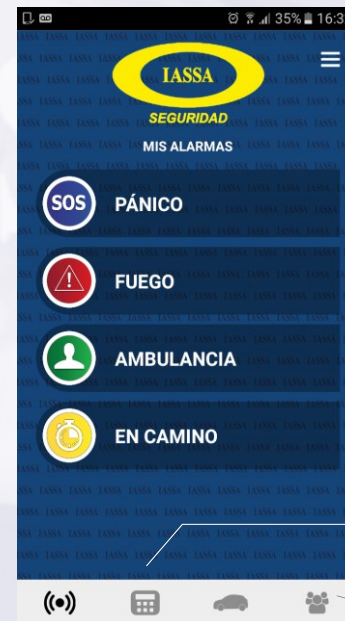 35% 16:3
IASSA
SEGURIDAD
MIS ALARMAS
SOS PÁNICO
FUEGO
AMBULANCIA
EN CAMINO